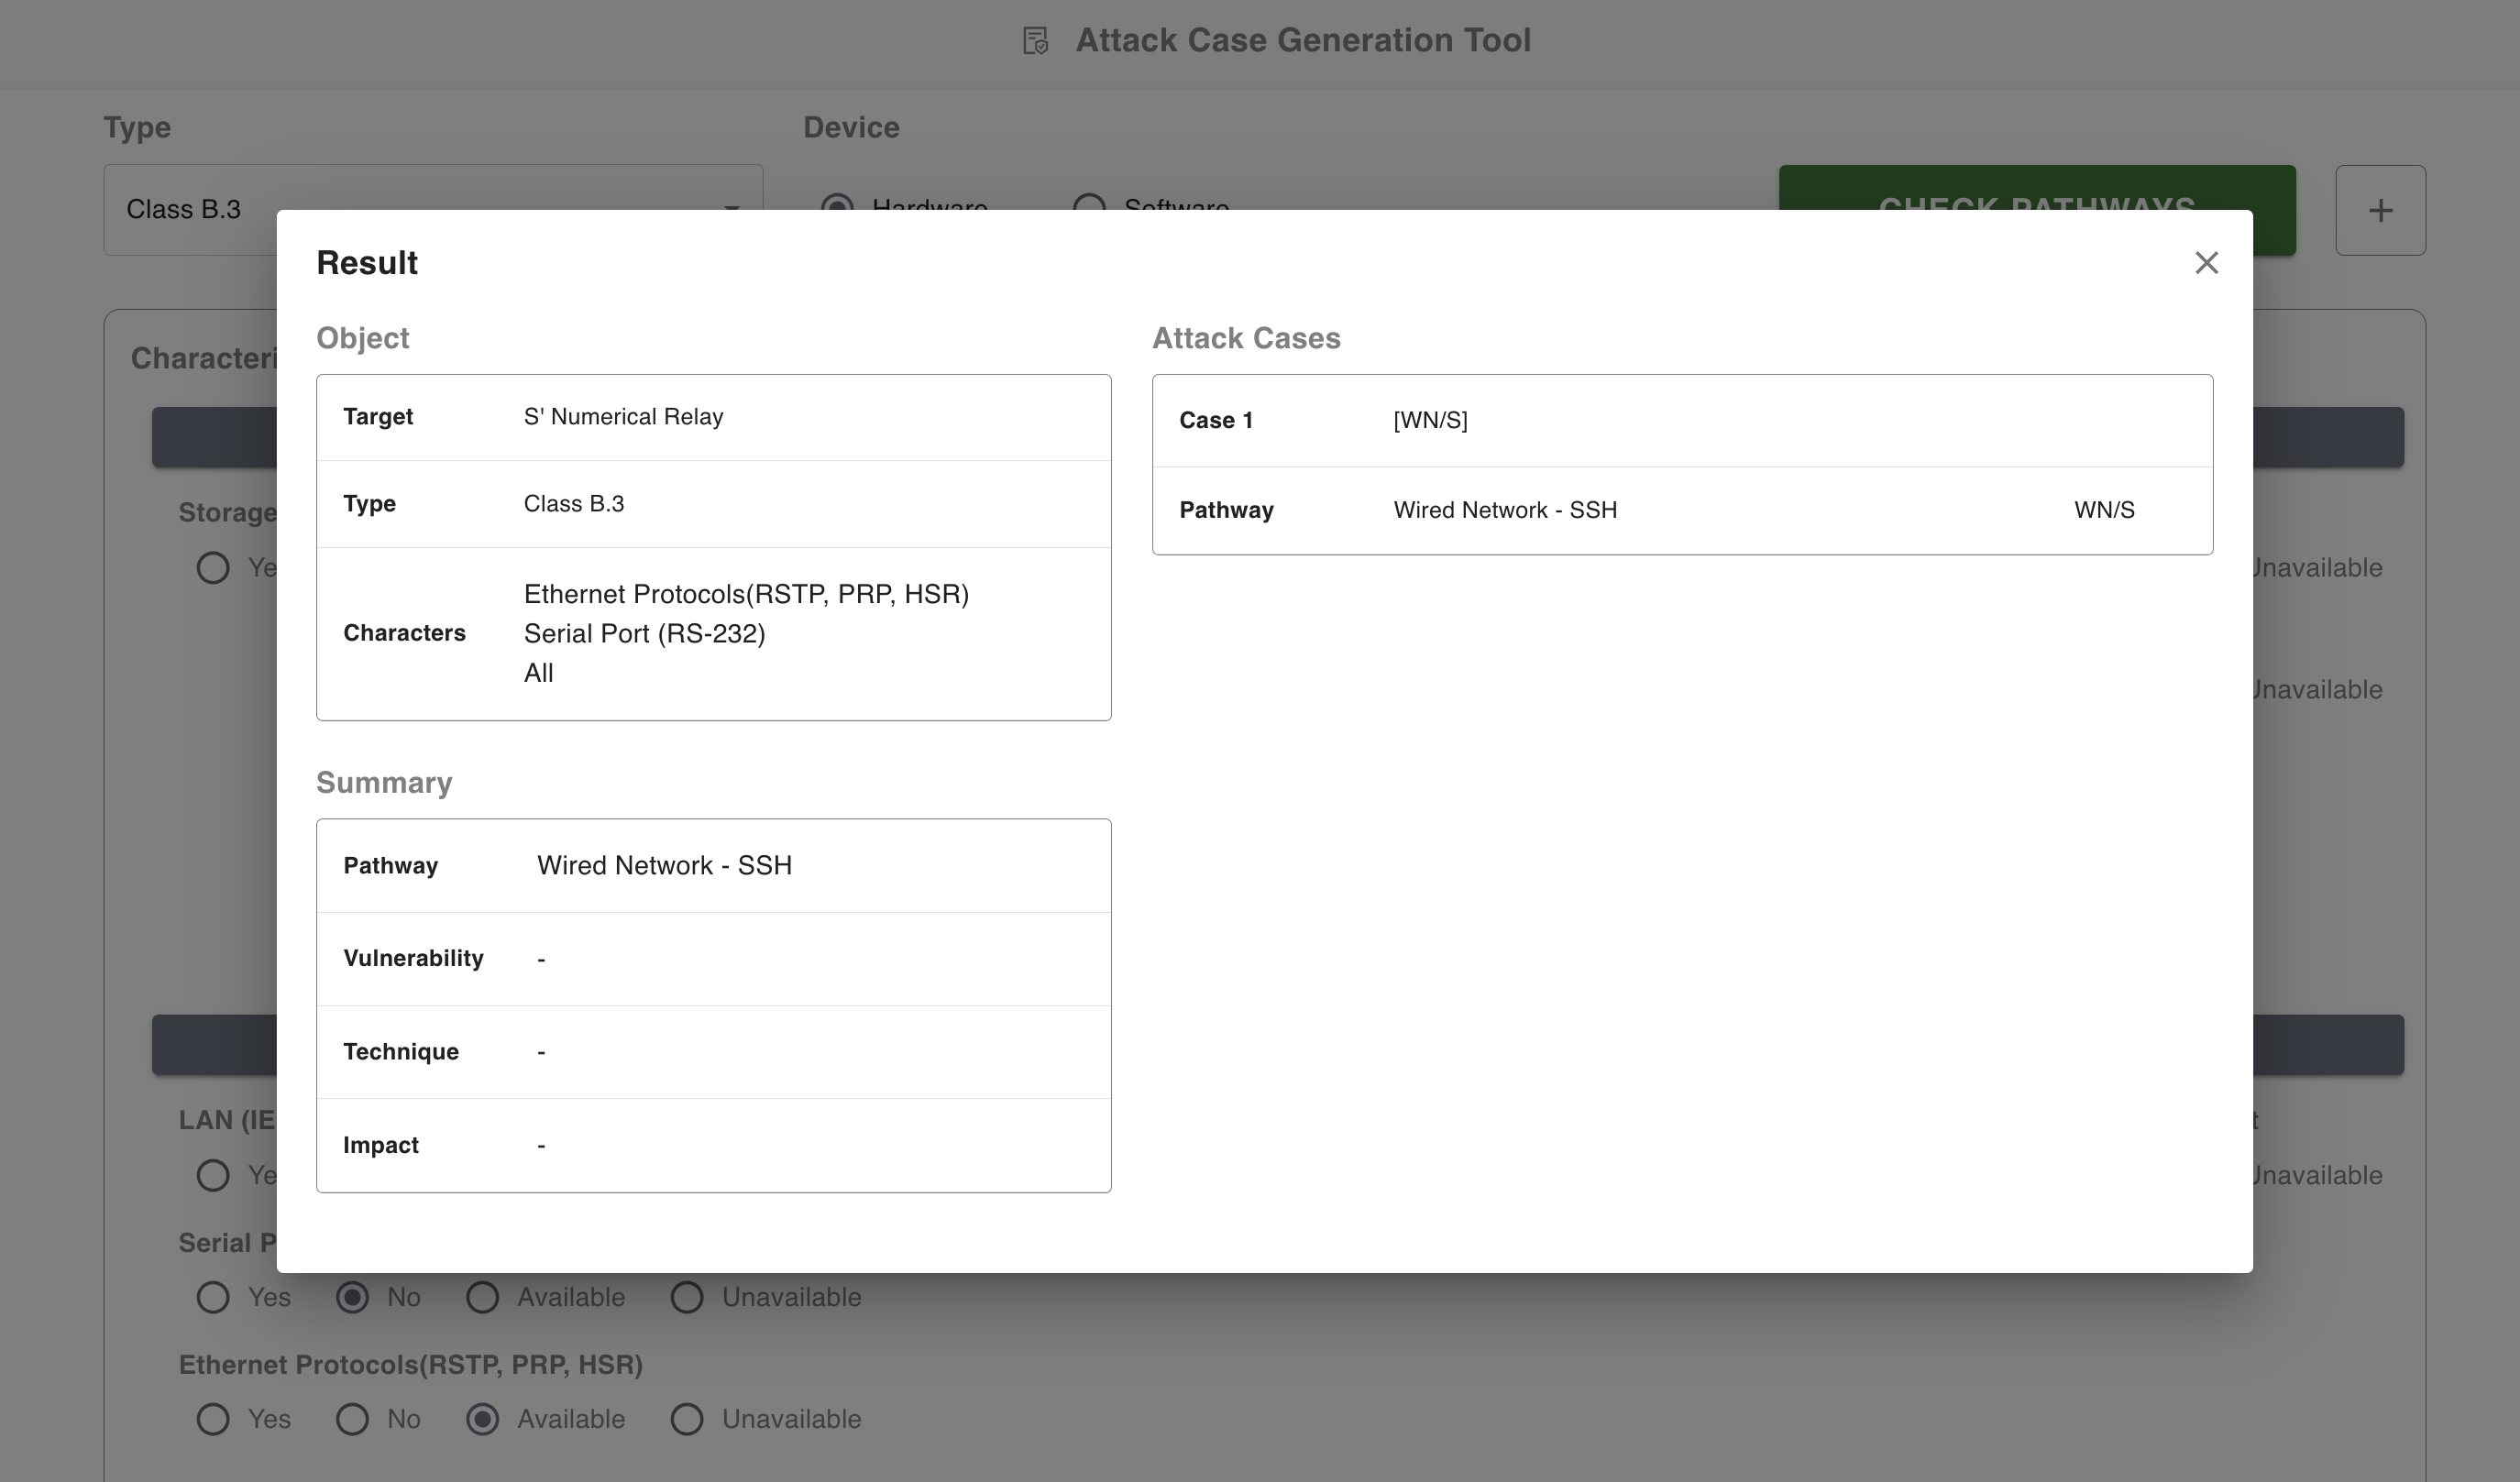 Attack Case Generation Tool
Type
Device
Class B.3
Hardware
Software
CHECK PATHWAYS
+
Result
Object
Target S' Numerical Relay
Type Class B.3
Characters
Ethernet Protocols(RSTP, PRP, HSR)
Serial Port (RS-232)
All
Summary
Pathway Wired Network - SSH
Vulnerability -
Technique -
Impact -
Attack Cases
Case 1 [WN/S]
Pathway Wired Network - SSH WN/S
Characteri
Storage
Ye
Unavailable
Unavailable
LAN (IE
t
Ye
Unavailable
Serial P
Yes No Available Unavailable
Ethernet Protocols(RSTP, PRP, HSR)
Yes No Available Unavailable